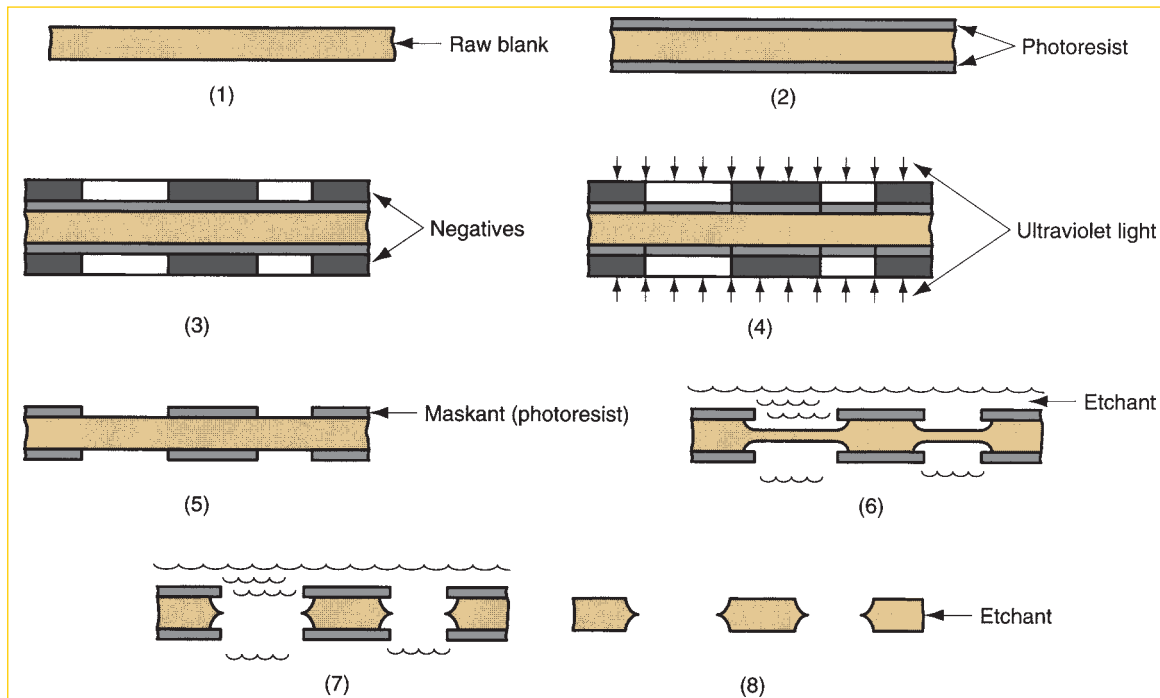 Raw blank
(1)
Photoresist
(2)
Negatives
(3)
Ultraviolet light
(4)
Maskant (photoresist)
(5)
Etchant
(6)
(7)
Etchant
(8)